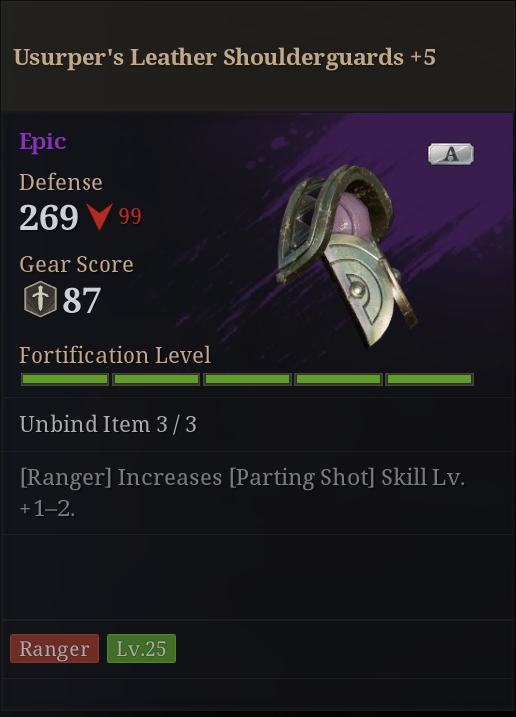 Usurper's Leather Shoulderguards +5
Epic
A
Defense
269 99
Gear Score
87
Fortification Level
Unbind Item 3 / 3
[Ranger] Increases [Parting Shot] Skill Lv.
+1–2.
Ranger Lv.25